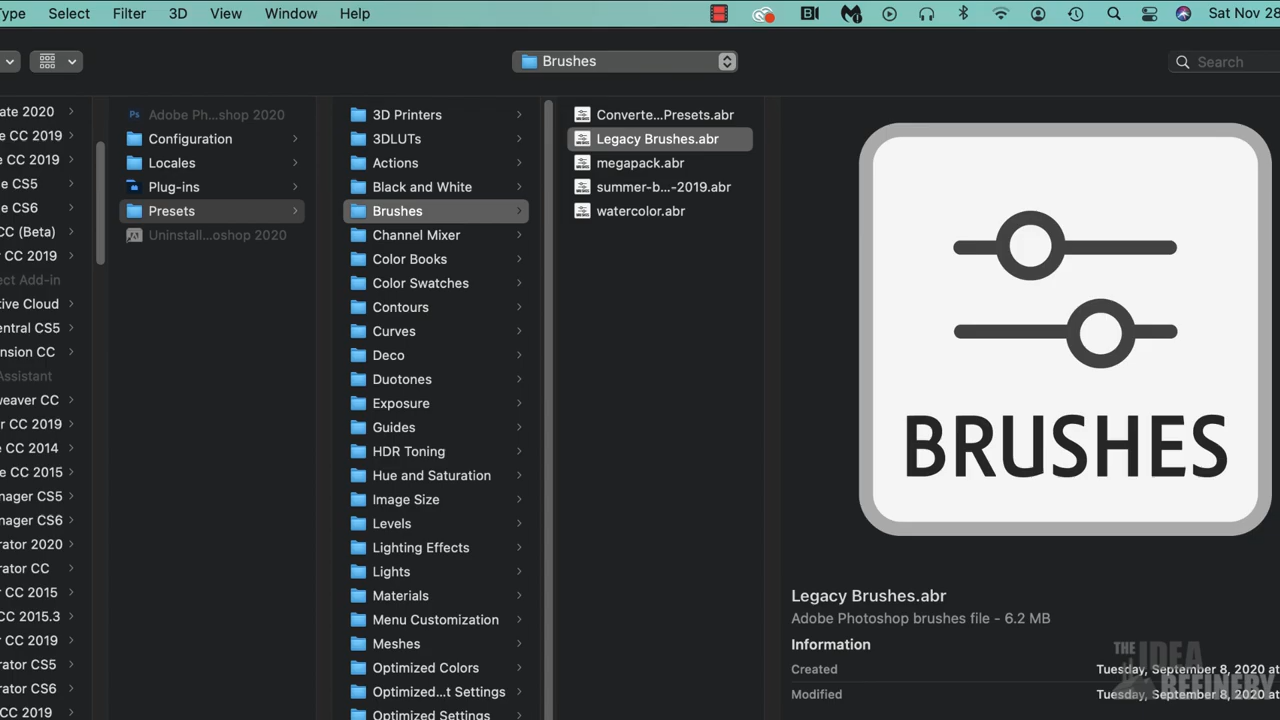 Type Select Filter 3D View Window Help Sat Nov 28
Brushes
Search
ate 2020
e CC 2019
e CC 2019
e CS5
e CS6
CC (Beta)
r CC 2019
ect Add-in
tive Cloud
entral CS5
nsion CC
Assistant
weaver CC
r CC 2019
e CC 2014
e CC 2015
nager CS5
nager CS6
rator 2020
rator CC
r CC 2015
CC 2015.3
r CC 2019
rator CS5
rator CS6
CC 2019
Adobe Ph...shop 2020
Configuration
Locales
Plug-ins
Presets
Uninstall...oshop 2020
3D Printers
3DLUTs
Actions
Black and White
Brushes
Channel Mixer
Color Books
Color Swatches
Contours
Curves
Deco
Duotones
Exposure
Guides
HDR Toning
Hue and Saturation
Image Size
Levels
Lighting Effects
Lights
Materials
Menu Customization
Meshes
Optimized Colors
Optimized...t Settings
Optimized Settings
Converte...Presets.abr
Legacy Brushes.abr
megapack.abr
summer-b...-2019.abr
watercolor.abr
BRUSHES
Legacy Brushes.abr
Adobe Photoshop brushes file - 6.2 MB
Information
Created Tuesday, September 8, 2020 at
Modified Tuesday, September 8, 2020 at
THE IDEA
REFINERY